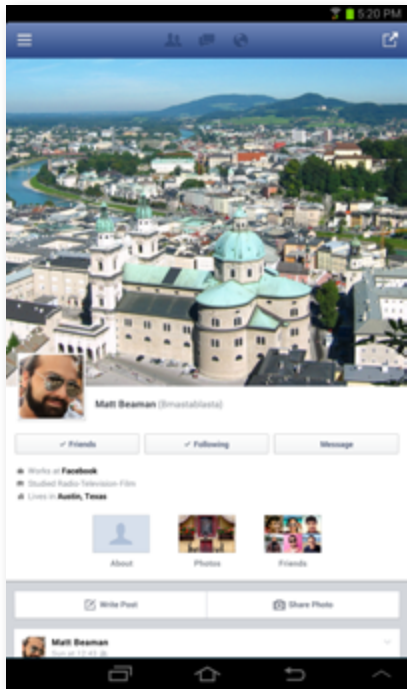 5:20 PM
Matt Beaman (Bmastablasta)
Friends
Following
Message
Works at Facebook
Studied Radio-Television-Film
Lives in Austin, Texas
About
Photos
Friends
Write Post
Share Photo
Matt Beaman